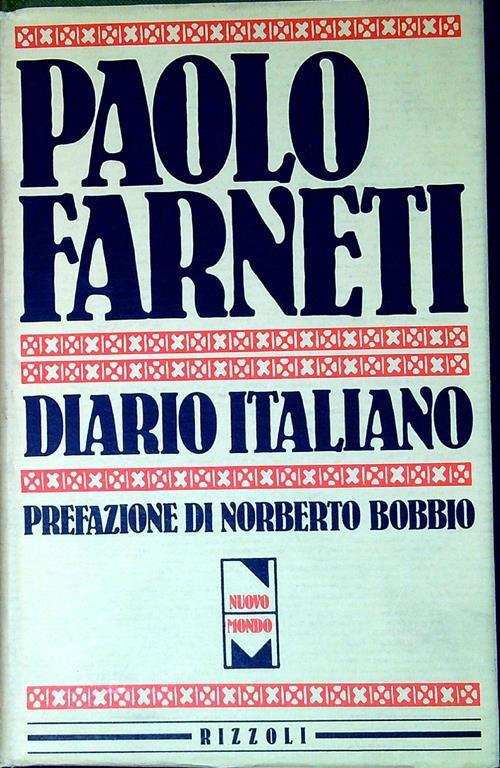 PAOLO
FARNETI
DIARIO ITALIANO
PREFAZIONE DI NORBERTO BOBBIO
NUOVO
MONDO
RIZZOLI